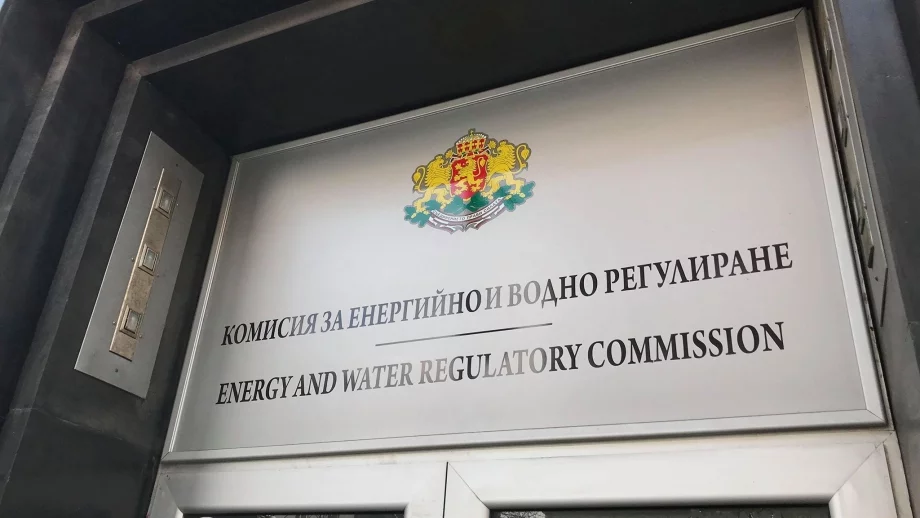 КОМИСИЯ ЗА ЕНЕРГИЙНО И ВОДНО РЕГУЛИРАНЕ
ENERGY AND WATER REGULATORY COMMISSION